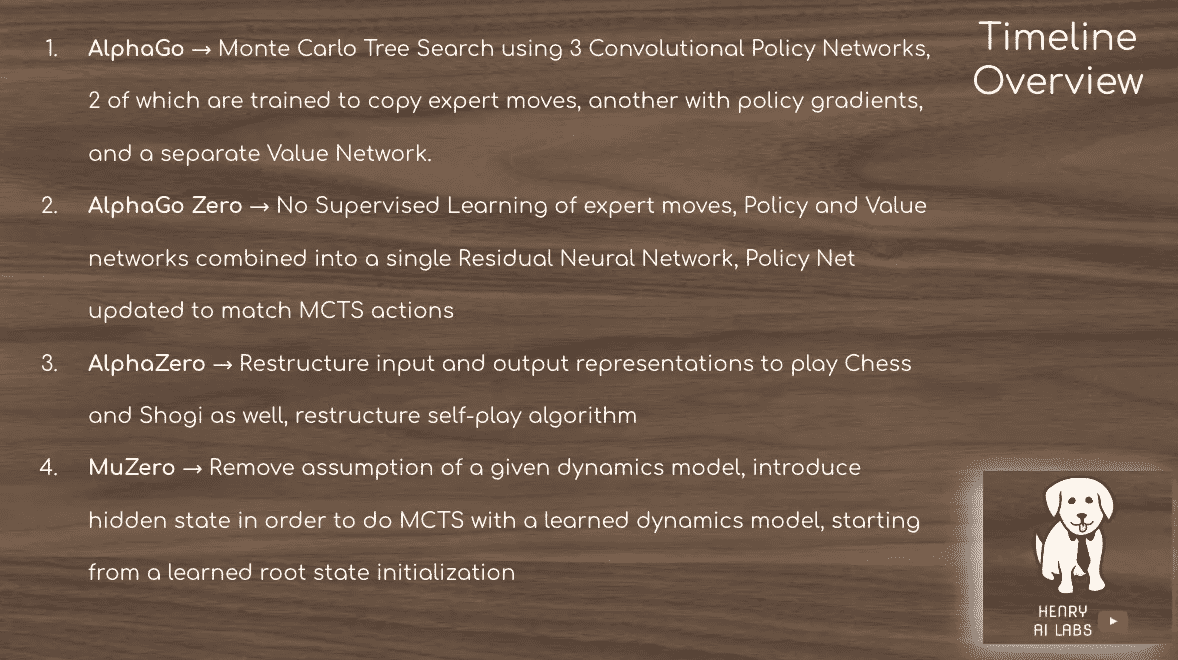 Timeline
Overview
1. AlphaGo → Monte Carlo Tree Search using 3 Convolutional Policy Networks,
2 of which are trained to copy expert moves, another with policy gradients,
and a separate Value Network.
2. AlphaGo Zero → No Supervised Learning of expert moves, Policy and Value
networks combined into a single Residual Neural Network, Policy Net
updated to match MCTS actions
3. AlphaZero → Restructure input and output representations to play Chess
and Shogi as well, restructure self-play algorithm
4. MuZero → Remove assumption of a given dynamics model, introduce
hidden state in order to do MCTS with a learned dynamics model, starting
from a learned root state initialization
HENRY
AI LABS